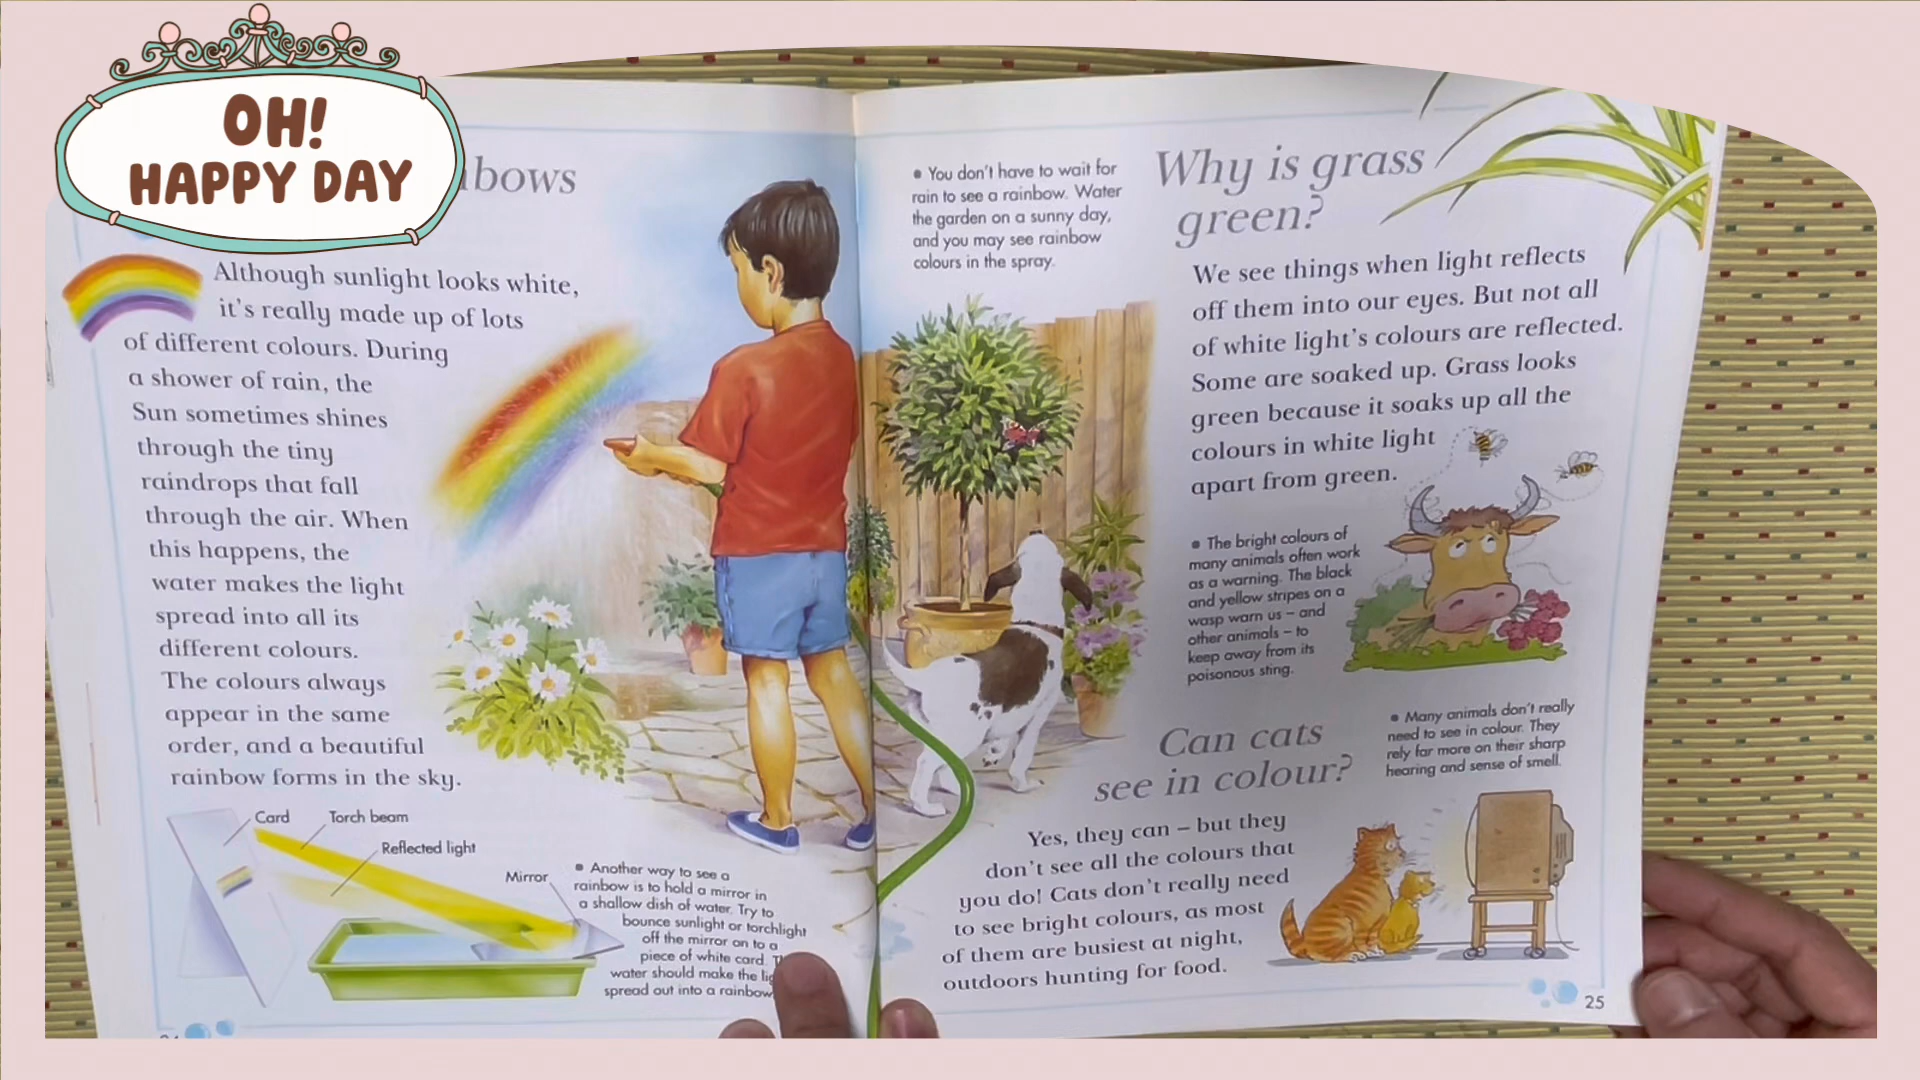 OH!
HAPPY DAY
Although sunlight looks white,
it's really made up of lots
of different colours. During
a shower of rain, the
Sun sometimes shines
through the tiny
raindrops that fall
through the air. When
this happens, the
water makes the light
spread into all its
different colours.
The colours always
appear in the same
order, and a beautiful
rainbow forms in the sky.
Card
Torch beam
Reflected light
Mirror
• Another way to see a
rainbow is to hold a mirror in
a shallow dish of water. Try to
bounce sunlight or torchlight
off the mirror on to a
piece of white card.
water should make the
spread out into a rainbow
• You don't have to wait for
rain to see a rainbow. Water
the garden on a sunny day,
and you may see rainbow
colours in the spray.
Why is grass
green?
We see things when light reflects
off them into our eyes. But not all
of white light's colours are reflected.
Some are soaked up. Grass looks
green because it soaks up all the
colours in white light
apart from green.
• The bright colours of
many animals often work
as a warning. The black
and yellow stripes on a
wasp warn us – and
other animals – to
keep away from its
poisonous sting.
Can cats
see in colour?
• Many animals don't really
need to see in colour. They
rely far more on their sharp
hearing and sense of smell.
Yes, they can – but they
don't see all the colours that
you do! Cats don't really need
to see bright colours, as most
of them are busiest at night,
outdoors hunting for food.
25